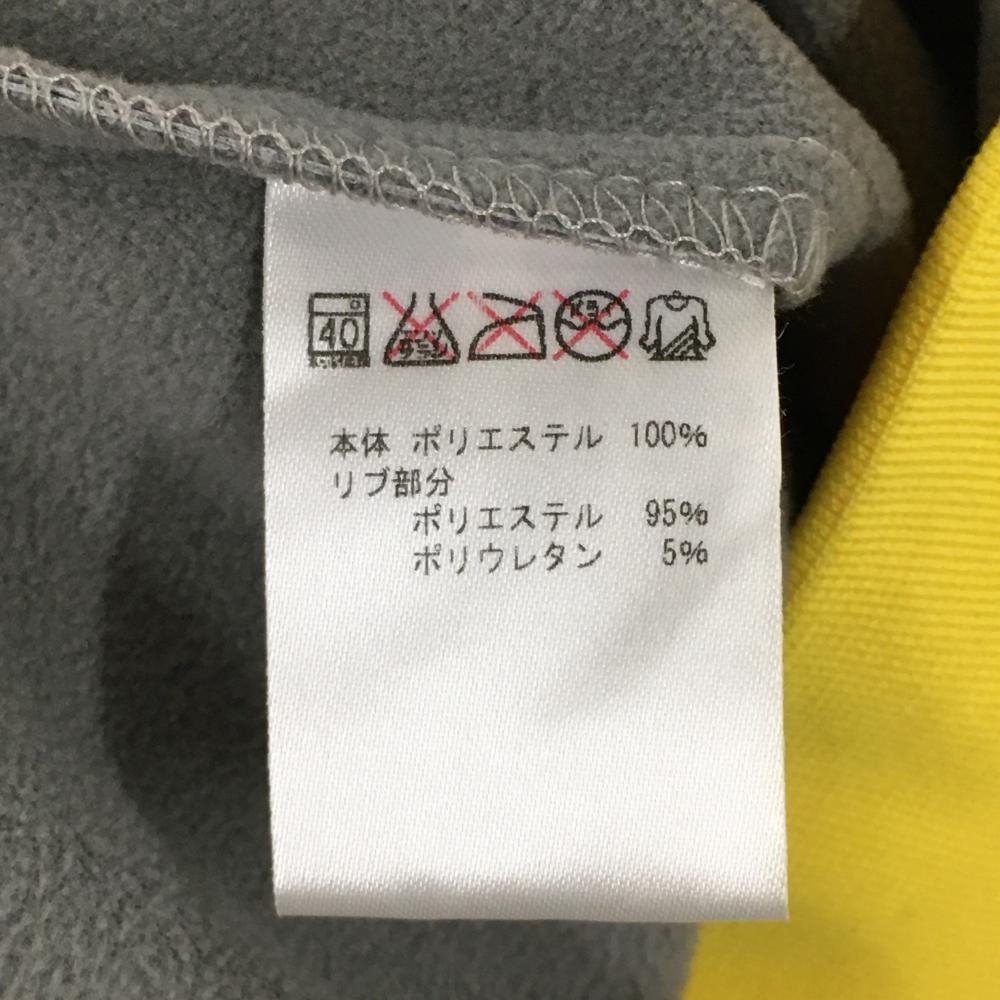 40
本体 ポリエステル 100%
リブ部分
ポリエステル 95%
ポリウレタン 5%